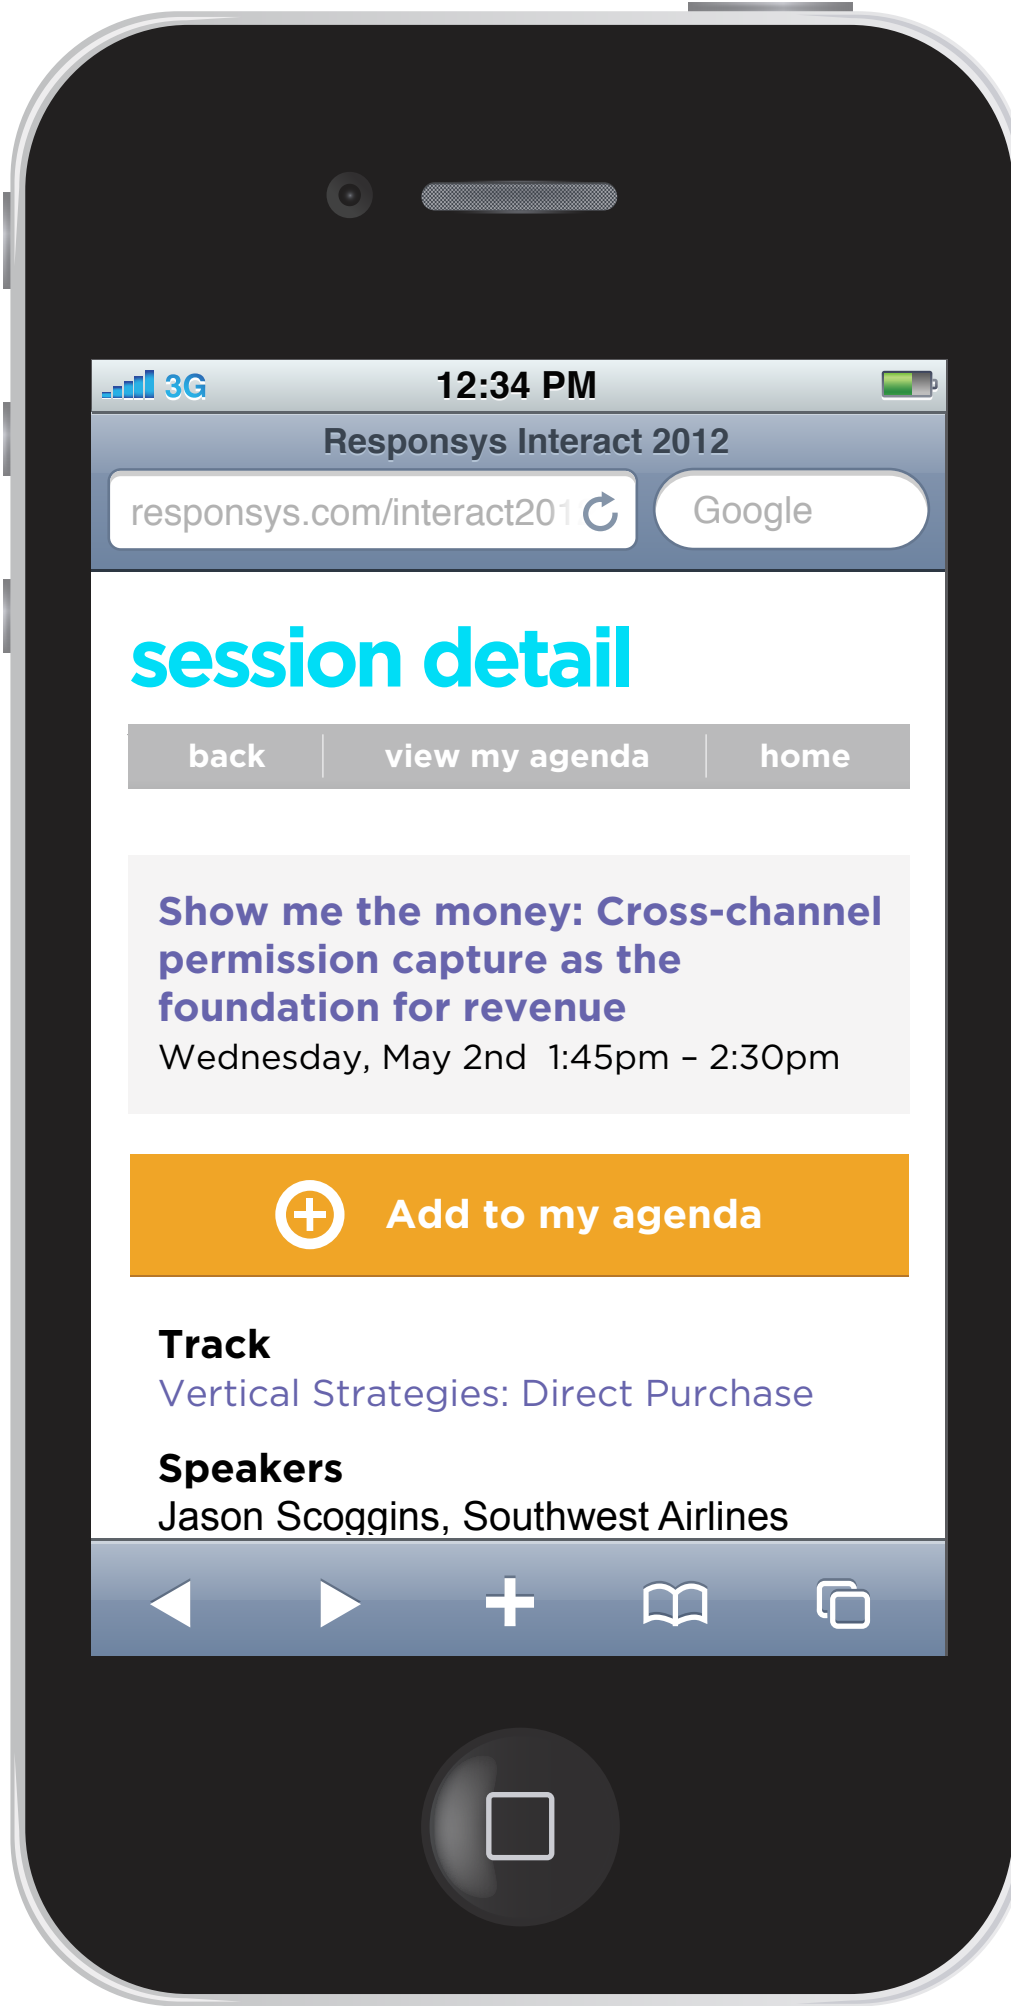 3G 12:34 PM
Responsys Interact 2012
responsys.com/interact201 Google
session detail
back view my agenda home
Show me the money: Cross-channel
permission capture as the
foundation for revenue
Wednesday, May 2nd 1:45pm – 2:30pm
Add to my agenda
Track
Vertical Strategies: Direct Purchase
Speakers
Jason Scoggins, Southwest Airlines